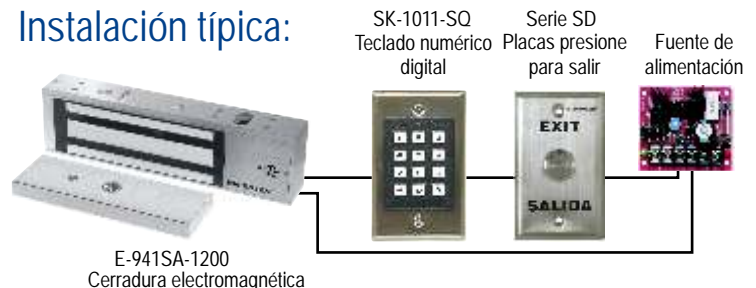 Instalación típica:
SK-1011-SQ
Teclado numérico
digital
Serie SD
Placas presione
para salir
Fuente de
alimentación
EXIT
SALIDA
E-941SA-1200
Cerradura electromagnética